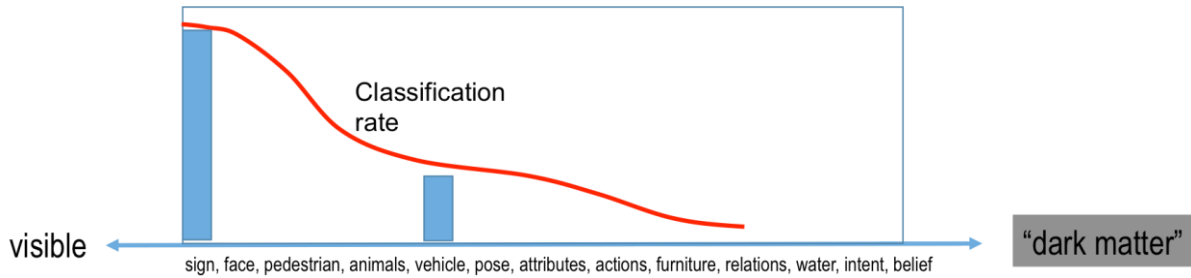 Classification
rate
visible
“dark matter”
sign, face, pedestrian, animals, vehicle, pose, attributes, actions, furniture, relations, water, intent, belief